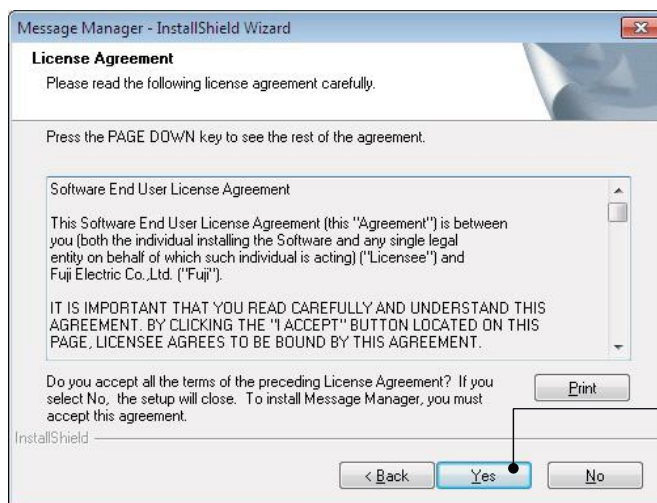 Message Manager - InstallShield Wizard
License Agreement
Please read the following license agreement carefully.
Press the PAGE DOWN key to see the rest of the agreement.
Software End User License Agreement
This Software End User License Agreement (this "Agreement") is between
you (both the individual installing the Software and any single legal
entity on behalf of which such individual is acting) ("Licensee") and
Fuji Electric Co.,Ltd. ("Fuji").
IT IS IMPORTANT THAT YOU READ CAREFULLY AND UNDERSTAND THIS
AGREEMENT. BY CLICKING THE "I ACCEPT" BUTTON LOCATED ON THIS
PAGE, LICENSEE AGREES TO BE BOUND BY THIS AGREEMENT.
Do you accept all the terms of the preceding License Agreement? If you
select No, the setup will close. To install Message Manager, you must
accept this agreement.
Print
InstallShield
< Back
Yes
No